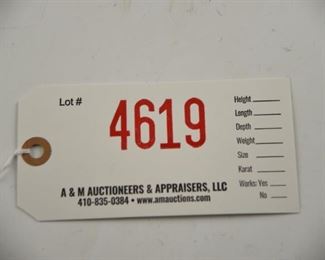 Lot #
4619
Height
Length
Depth
Weight
Size
Karat
Works: Yes
No
A & M AUCTIONEERS & APPRAISERS, LLC
410-835-0384 • www.amauctions.com